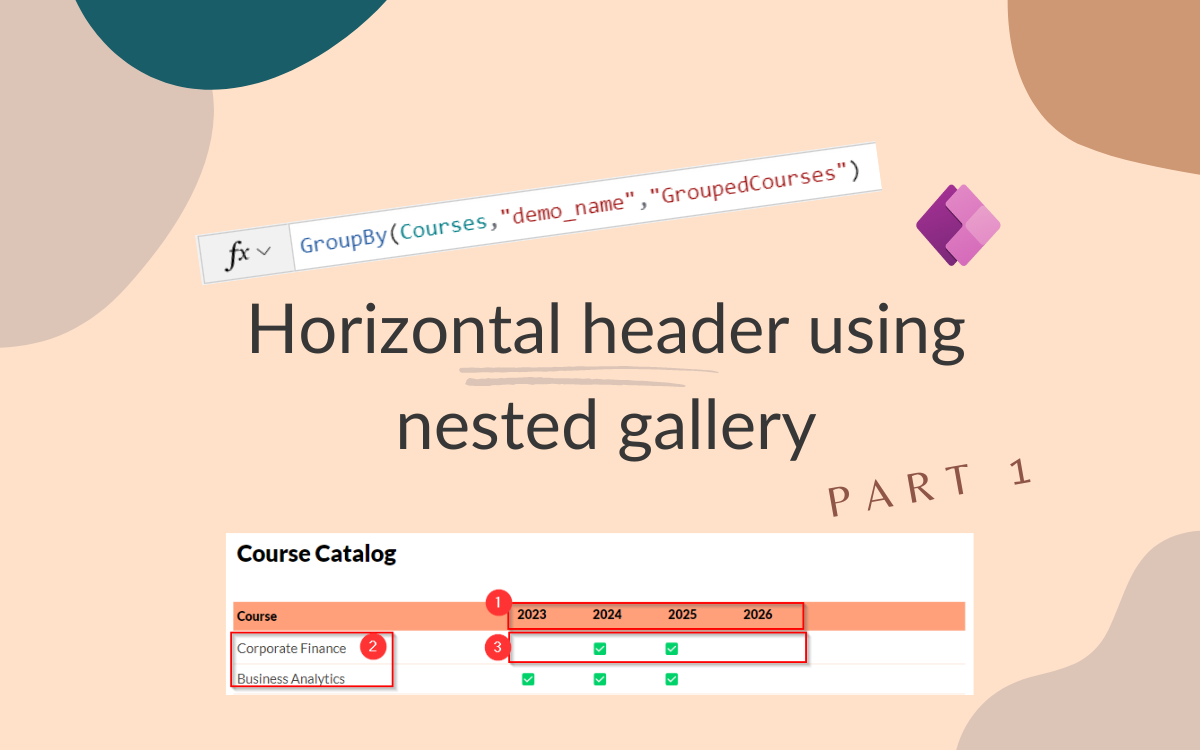 fx GroupBy(Courses,"demo_name","GroupedCourses")
Horizontal header using
nested gallery
PART 1
Course Catalog
Course 1 2023 2024 2025 2026
Corporate Finance 2 3
Business Analytics